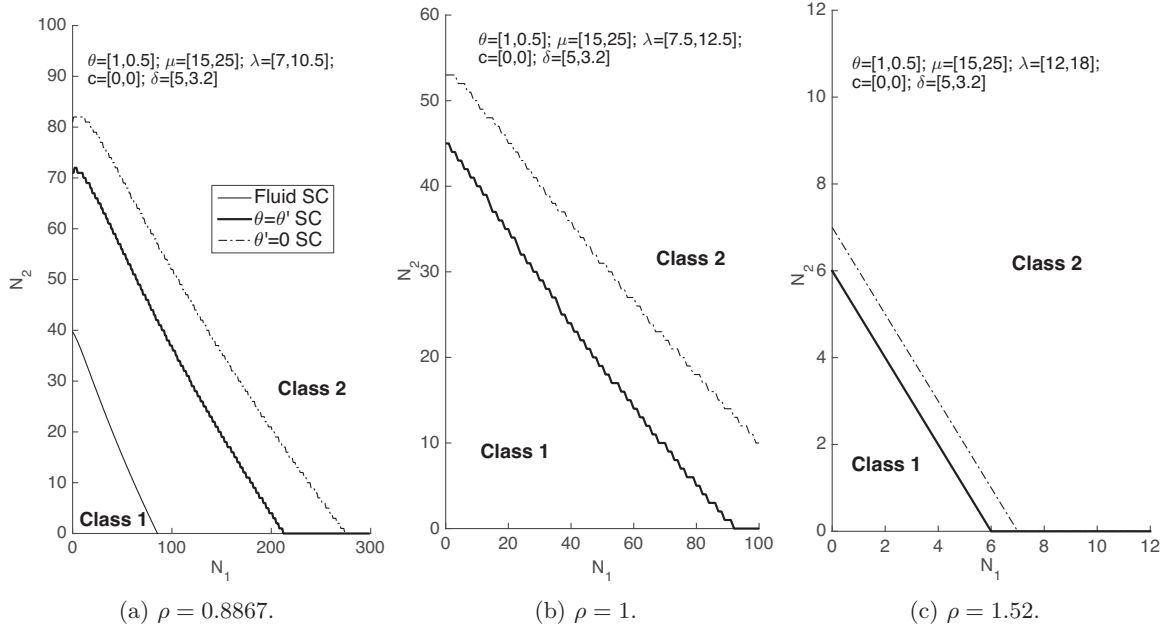 θ=[1,0.5]; μ=[15,25]; λ=[7,10.5];
c=[0,0]; δ=[5,3.2]
100
90
80
70
60
50
40
30
20
10
0
N₂
Fluid SC
θ=θ' SC
θ'=0 SC
Class 2
Class 1
0 100 200 300
N₁
(a) ρ = 0.8867.
θ=[1,0.5]; μ=[15,25]; λ=[7.5,12.5];
c=[0,0]; δ=[5,3.2]
60
50
40
30
20
10
0
N₂
Class 2
Class 1
0 20 40 60 80 100
N₁
(b) ρ = 1.
θ=[1,0.5]; μ=[15,25]; λ=[12,18];
c=[0,0]; δ=[5,3.2]
12
10
8
6
4
2
0
N₂
Class 2
Class 1
0 2 4 6 8 10 12
N₁
(c) ρ = 1.52.